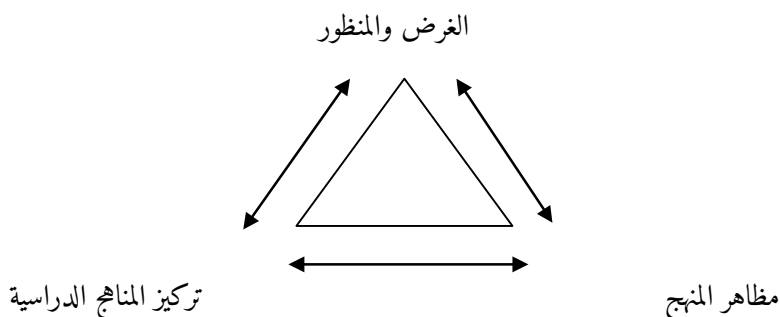 الغرض والمنظور
مظاهر المنهج
تركيز المناهج الدراسية